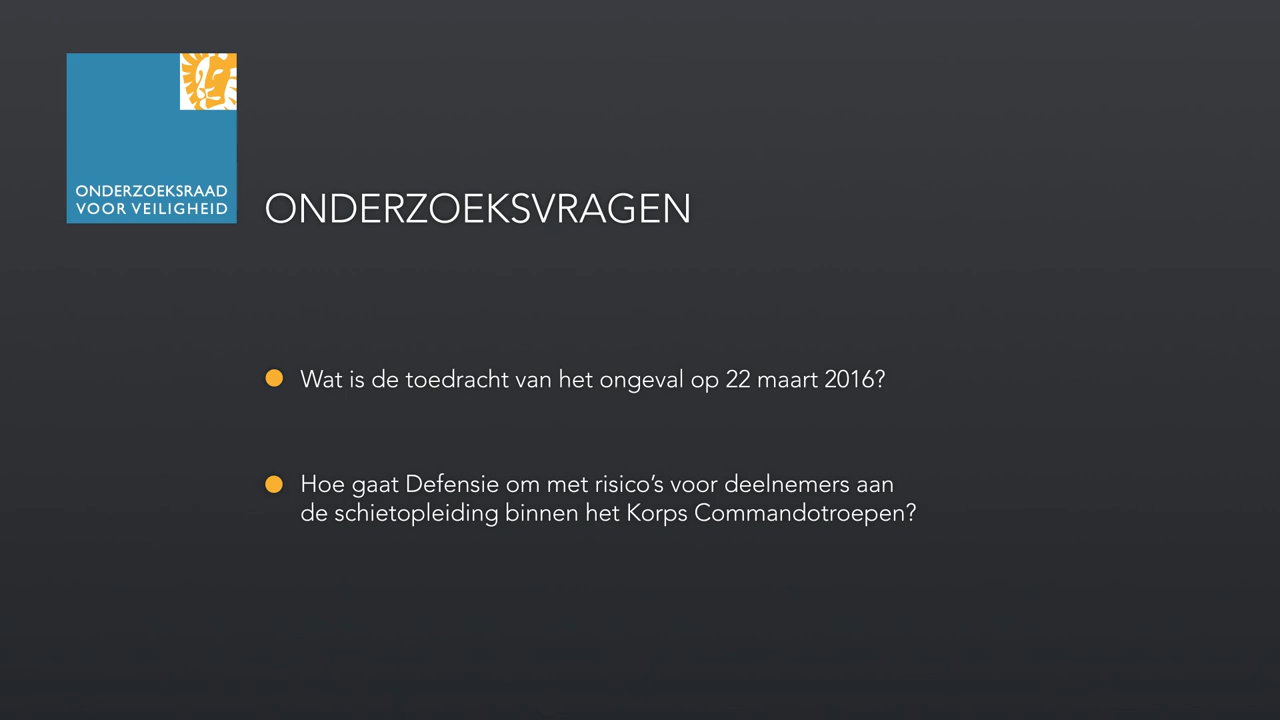 ONDERZOEKSRAAD
VOOR VEILIGHEID
ONDERZOEKSVRAGEN
Wat is de toedracht van het ongeval op 22 maart 2016?
Hoe gaat Defensie om met risico’s voor deelnemers aan
de schietopleiding binnen het Korps Commandotroepen?